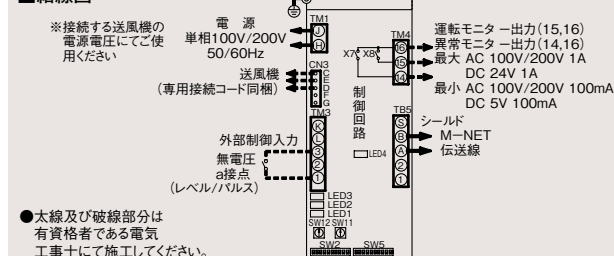 ※接続する送風機の
電源電圧にてご使
用ください
電 源
単相100V/200V
50/60Hz
TM1
J
H
送風機
(専用接続コード同梱)
CN3
C
E
D
F
G
TM3
K
L
3
2
1
外部制御入力
無電圧
a接点
(レベル/パルス)
LED3
LED2
LED1
SW12 SW11
SW2 SW5
制
御
回
路
LED4
X7 X8
TM4
16
15
14
運転モニター出力(15,16)
異常モニター出力(14,16)
最大 AC 100V/200V 1A
DC 24V 1A
最小 AC 100V/200V 100mA
DC 5V 100mA
TB5
S
B
A
2
1
シールド
M-NET
伝送線
●太線及び破線部分は
有資格者である電気
工事士にて施工してください。